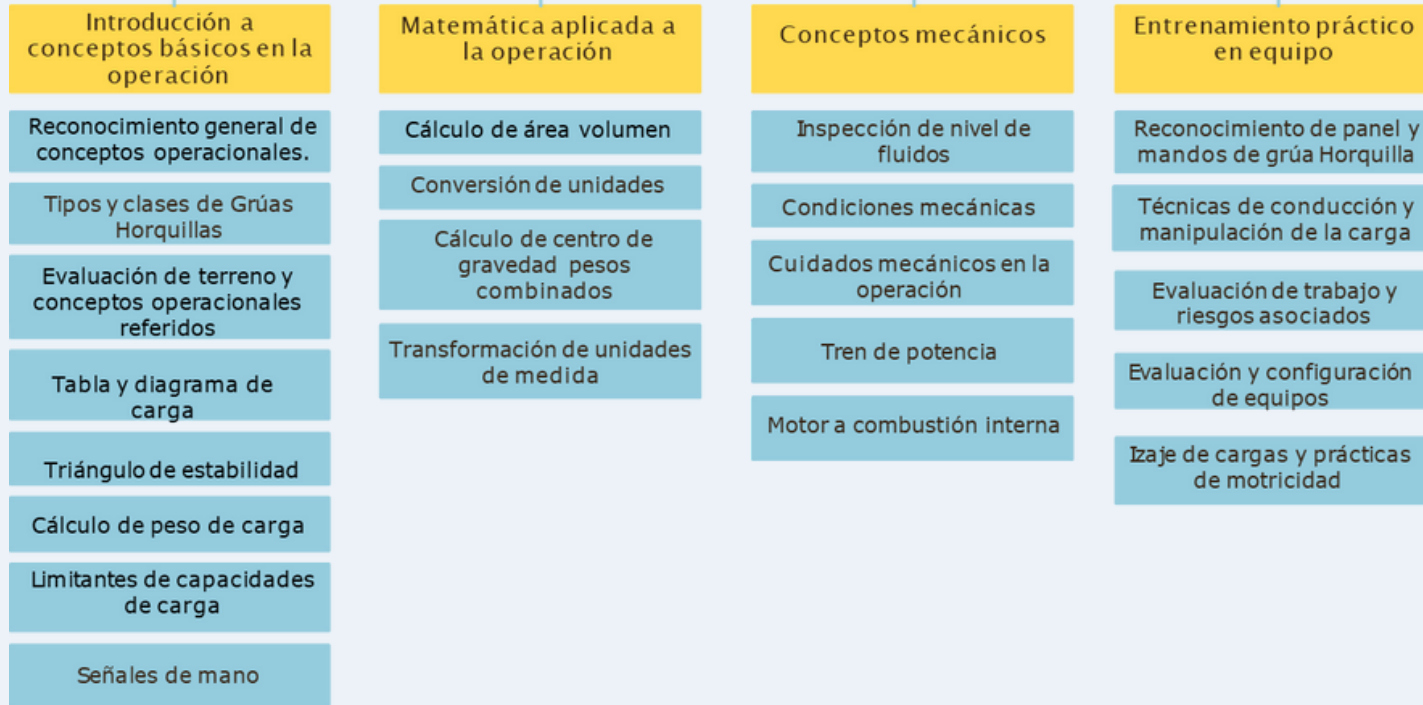 Introducción a
conceptos básicos en la
operación
Reconocimiento general de
conceptos operacionales.
Tipos y clases de Grúas
Horquillas
Evaluación de terreno y
conceptos operacionales
referidos
Tabla y diagrama de
carga
Triángulo de estabilidad
Cálculo de peso de carga
Limitantes de capacidades
de carga
Señales de mano
Matemática aplicada a
la operación
Cálculo de área volumen
Conversión de unidades
Cálculo de centro de
gravedad pesos
combinados
Transformación de unidades
de medida
Conceptos mecánicos
Inspección de nivel de
fluidos
Condiciones mecánicas
Cuidados mecánicos en la
operación
Tren de potencia
Motor a combustión interna
Entrenamiento práctico
en equipo
Reconocimiento de panel y
mandos de grúa Horquilla
Técnicas de conducción y
manipulación de la carga
Evaluación de trabajo y
riesgos asociados
Evaluación y configuración
de equipos
Izaje de cargas y prácticas
de motricidad